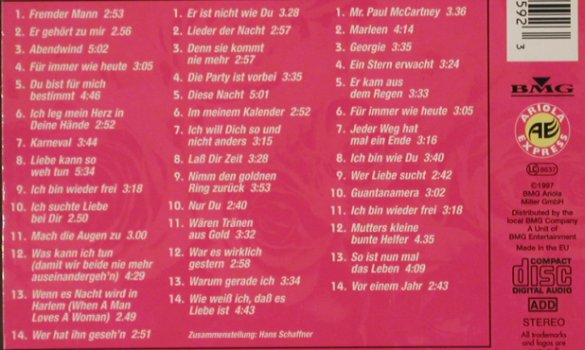 1. Fremder Mann 2:53
2. Er gehört zu mir 2.56
3. Abendwind 5:02
4. Für immer wie heute 3:05
5. Du bist für mich
bestimmt 4:46
6. Ich leg mein Herz in
Deine Hände 2:52
7. Karneval 3:44
8. Liebe kann so
weh tun 5:34
9. Ich bin wieder frei 3:18
10. Ich suchte Liebe
bei Dir 2.50
11. Mach die Augen zu 3.00
12. Was kann ich tun
(damit wir beide nie mehr
auseinandergeh'n) 4:29
13. Wenn es Nacht wird in
Harlem (When A Man
Loves A Woman) 2.49
14. Wer hat ihn geseh'n 2:51
1. Er ist nicht wie Du 3.28
2. Lieder der Nacht 2:57
3. Denn sie kommt
nie mehr 2:57
4. Die Party ist vorbei 3:35
5. Diese Nacht 5:01
6. Im meinem Kalender 2:52
7. Ich will Dich so und
nicht anders 3:15
8. Laß Dir Zeit 3:28
9. Nimm den goldnen
Ring zurück 3:53
10. Nur Du 2:40
11. Wären Tränen
aus Gold 3:32
12. War es wirklich
gestern 2:58
13. Warum gerade ich 3:34
14. Wie weiß ich, daß es
Liebe ist 4:43
Zusammenstellung: Hans Schaffner
1. Mr. Paul McCartney 3.36
2. Marleen 4:14
3. Georgie 3:35
4. Ein Stern erwacht 3:24
5. Er kam aus
dem Regen 3:33
6. Für immer wie heute 3:05
7. Jeder Weg hat
mal ein Ende 3:16
8. Ich bin wie Du 3:40
9. Wer Liebe sucht 2:42
10. Guantanamera 3:02
11. Ich bin wieder frei 3:18
12. Mutters kleine
bunte Helfer 4.35
13. So ist nun mal
das Leben 4:09
14. Vor einem Jahr 2:43
592
3
BMG
ARIOLA
AE
EXPRESS
LC 8637
©1997
BMG Ariola
Miller GmbH
Distributed by the
local BMG Company
A Unit of
BMG Entertainment
Made in the EU
COMPACT
disc
DIGITAL AUDIO
ADD
STEREO
All trademarks
and logos are